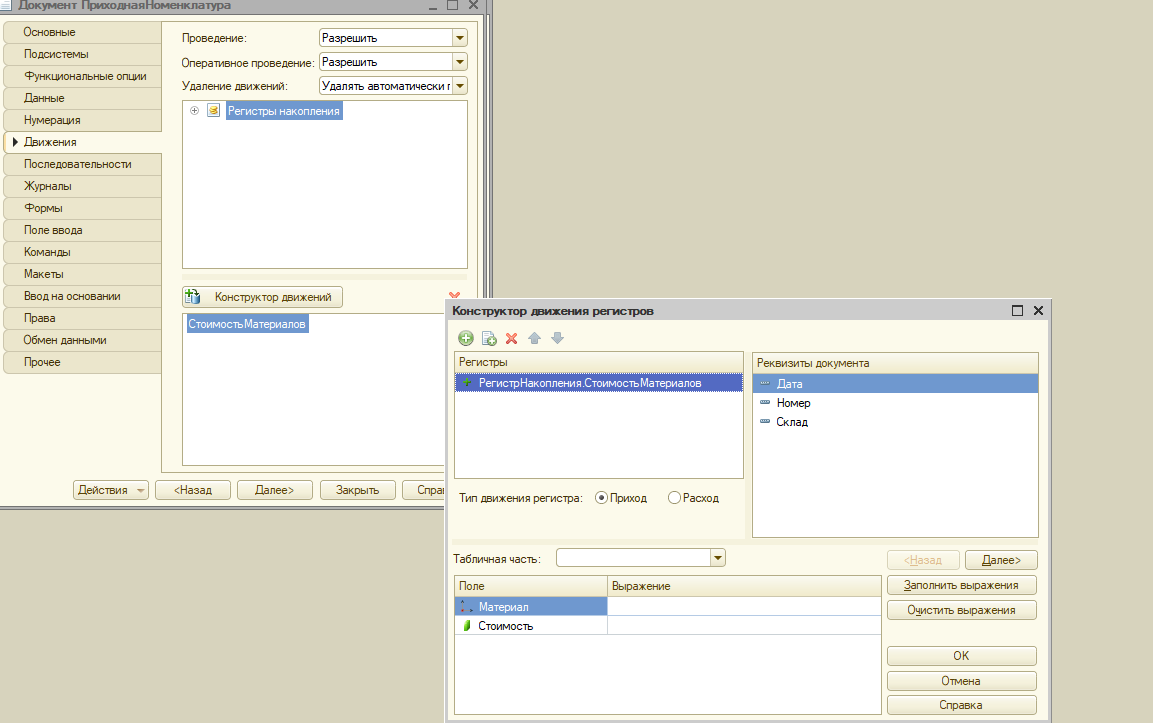 Документ ПриходнаяНоменклатура
Основные
Подсистемы
Функциональные опции
Данные
Нумерация
Движения
Последовательности
Журналы
Формы
Поле ввода
Команды
Макеты
Ввод на основании
Права
Обмен данными
Прочее
Проведение:
Разрешить
Оперативное проведение:
Разрешить
Удаление движений:
Удалять автоматически г
Регистры накопления
Конструктор движений
СтоимостьМатериалов
Действия
<Назад
Далее>
Закрыть
Спра
Конструктор движения регистров
Регистры
РегистрНакопления.СтоимостьМатериалов
Реквизиты документа
Дата
Номер
Склад
Тип движения регистра:
Приход
Расход
Табличная часть:
<Назад
Далее>
Поле
Выражение
Материал
Стоимость
Заполнить выражения
Очистить выражения
ОК
Отмена
Справка